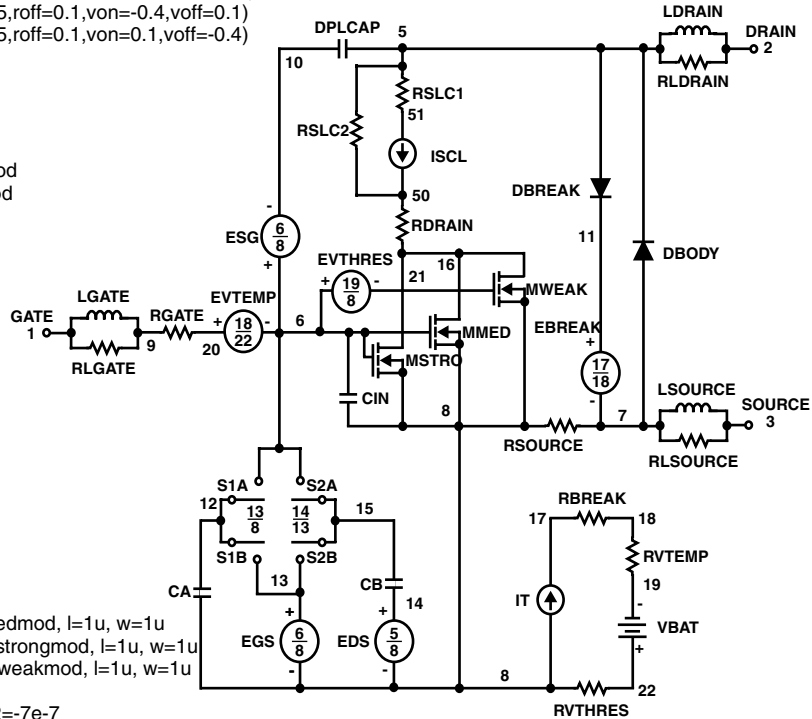 5,roff=0.1,von=-0.4,voff=0.1)
5,roff=0.1,von=0.1,voff=-0.4)
LDRAIN
DPLCAP
5
DRAIN
2
10
RLDRAIN
RSLC1
51
RSLC2
ISCL
od
od
50
DBREAK
-
RDRAIN
ESG
6
8
+
11
EVTHRES
16
21
DBODY
+
19
8
-
MWEAK
LGATE
EVTEMP
GATE
1
RGATE
+
18
22
-
6
MMED
EBREAK
+
9
20
RLGATE
MSTRO
17
18
-
CIN
LSOURCE
8
7
SOURCE
3
RSOURCE
RLSOURCE
S1A
S2A
12
13
8
14
13
15
RBREAK
17
18
S1B
S2B
RVTEMP
13
CA
CB
19
IT
-
+
+
14
VBAT
EGS
6
8
EDS
5
8
+
-
-
8
22
RVTHRES
edmod, l=1u, w=1u
strongmod, l=1u, w=1u
weakmod, l=1u, w=1u
2=-7e-7